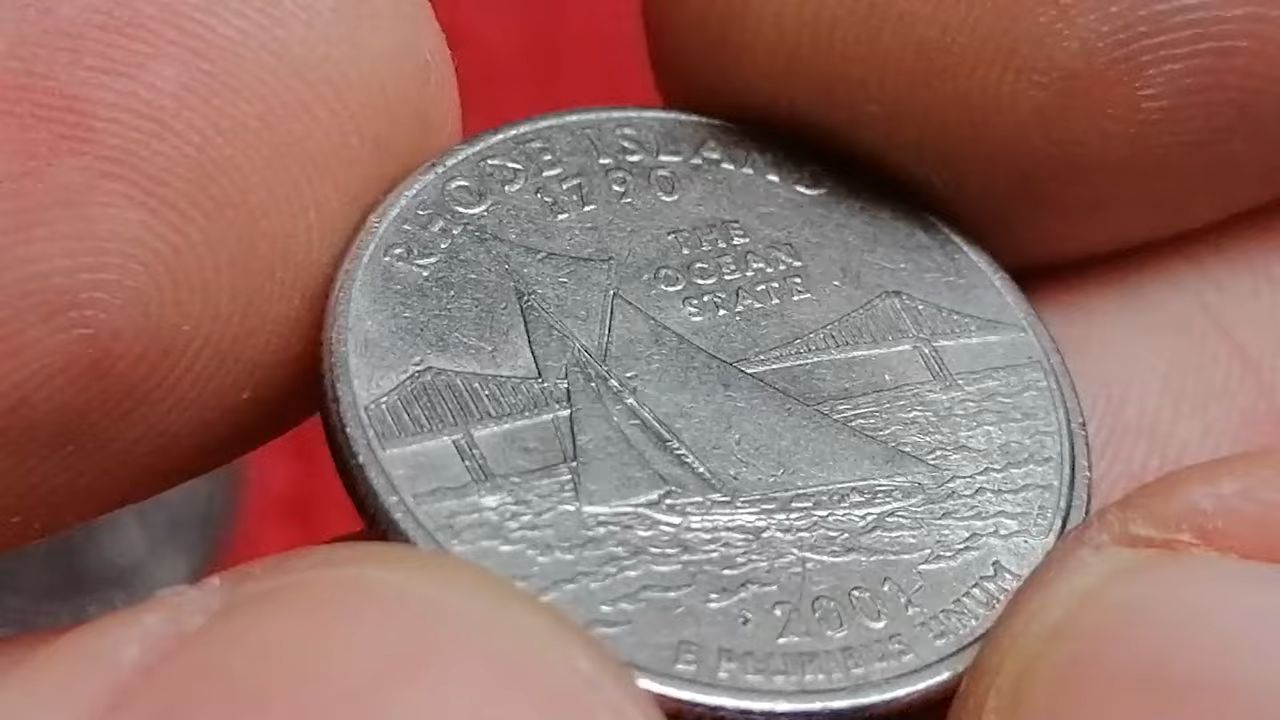 RHODE ISLAND
1790
THE
OCEAN
STATE
2001
E PLURIBUS UNUM